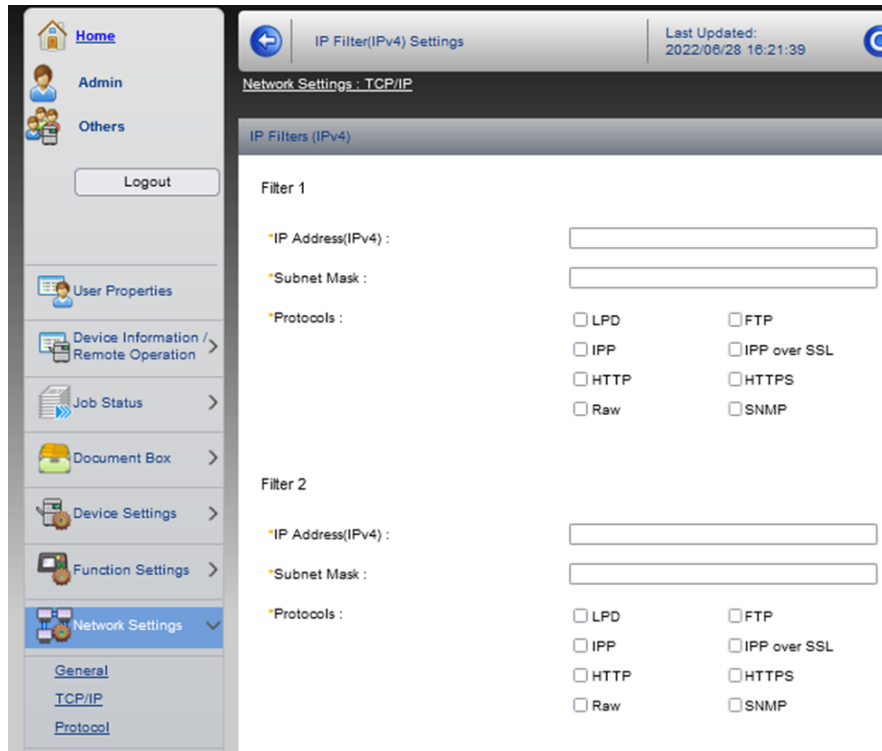 Home
Admin
Others
Logout
User Properties
Device Information /
Remote Operation
Job Status
Document Box
Device Settings
Function Settings
Network Settings
General
TCP/IP
Protocol
IP Filter(IPv4) Settings
Last Updated:
2022/06/28 16:21:39
Network Settings : TCP/IP
IP Filters (IPv4)
Filter 1
*IP Address(IPv4) :
*Subnet Mask :
*Protocols :
LPD FTP
IPP IPP over SSL
HTTP HTTPS
Raw SNMP
Filter 2
*IP Address(IPv4) :
*Subnet Mask :
*Protocols :
LPD FTP
IPP IPP over SSL
HTTP HTTPS
Raw SNMP